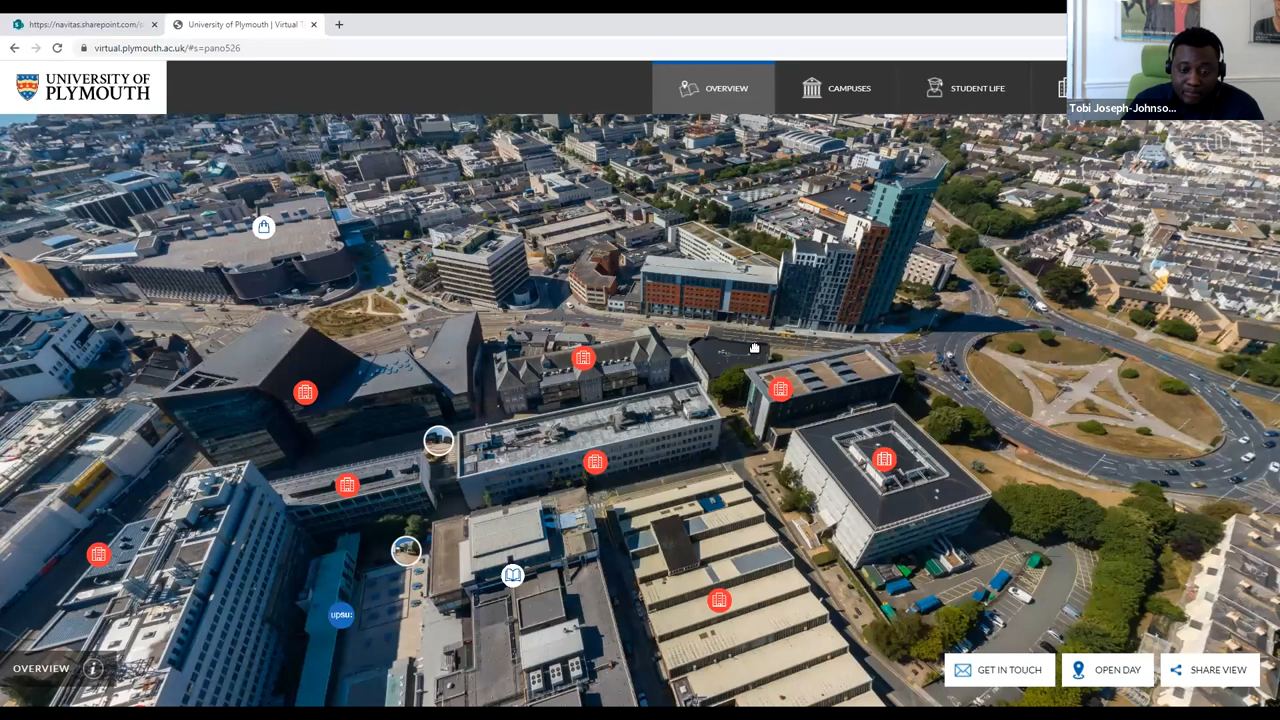 https://navitas.sharepoint.com/s
University of Plymouth | Virtual T
virtual.plymouth.ac.uk/#s=pano526
UNIVERSITY OF
PLYMOUTH
OVERVIEW
CAMPUSES
STUDENT LIFE
Tobi Joseph-Johnso...
upsu:
OVERVIEW
GET IN TOUCH
OPEN DAY
SHARE VIEW